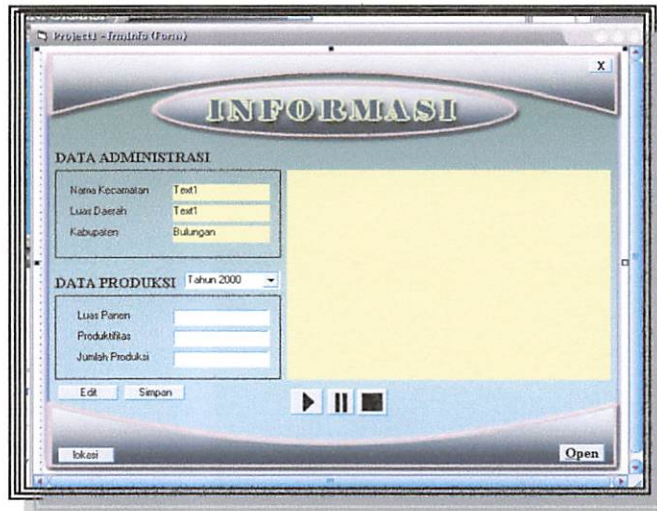 Project1 - frmInfo (Form)
X
INFORMASI
DATA ADMINISTRASI
Nama Kecamatan Text1
Luas Daerah Text1
Kabupaten Bulungan
DATA PRODUKSI Tahun 2000
Luas Panen
Produktifitas
Jumlah Produksi
Edit Simpan
lokasi Open